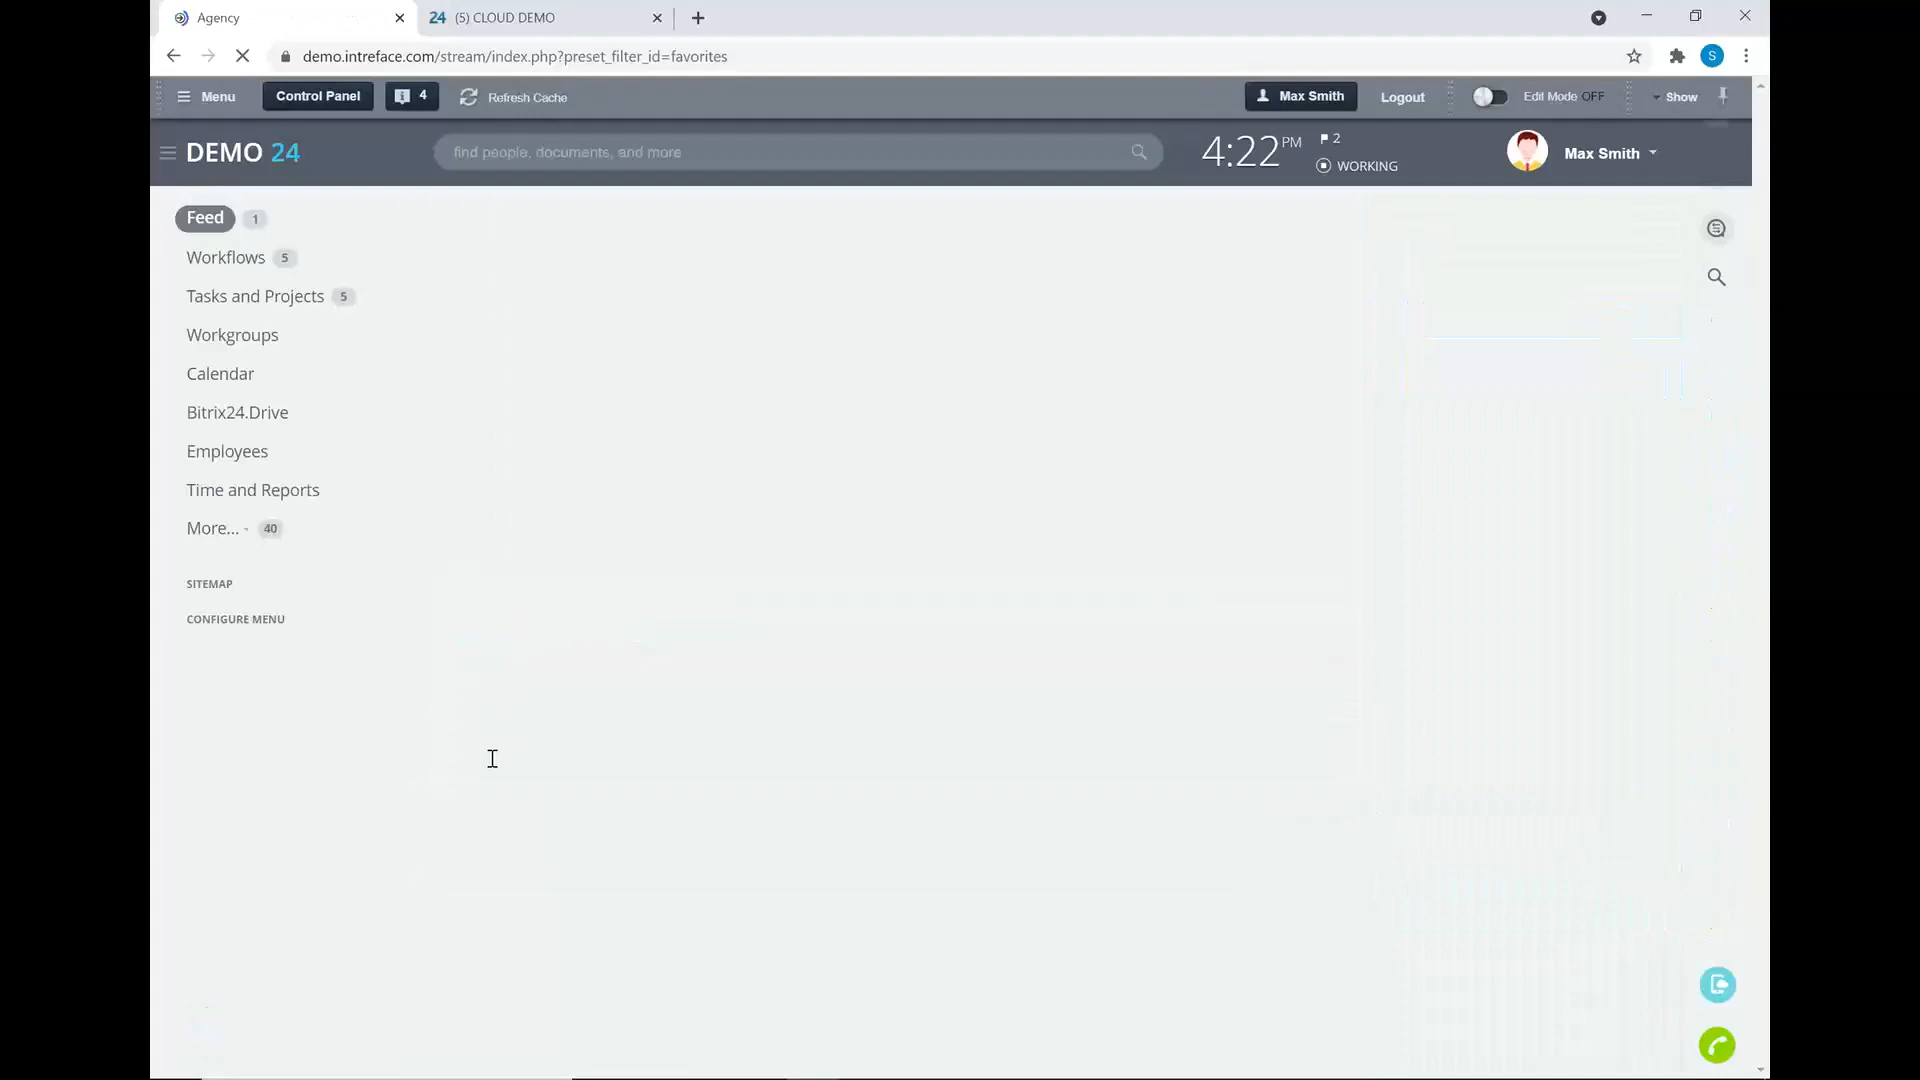 Agency
24 (5) CLOUD DEMO
demo.intreface.com/stream/index.php?preset_filter_id=favorites
S
Menu
Control Panel
4
Refresh Cache
Max Smith
Logout
Edit Mode OFF
Show
DEMO 24
find people, documents, and more
4:22 PM
2
WORKING
Max Smith
Feed 1
Workflows 5
Tasks and Projects 5
Workgroups
Calendar
Bitrix24.Drive
Employees
Time and Reports
More... - 40
SITEMAP
CONFIGURE MENU